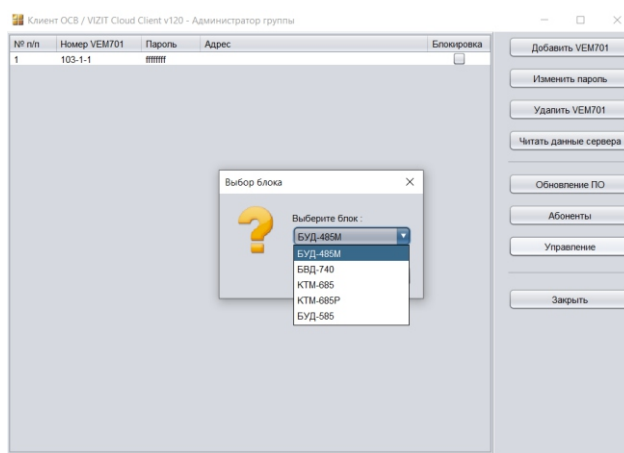 Клиент ОСВ / VIZIT Cloud Client v120 - Администратор группы
№ п/п Номер VEM701 Пароль Адрес Блокировка
1 103-1-1 ffffffff
Добавить VEM701
Изменить пароль
Удалить VEM701
Читать данные сервера
Обновление ПО
Абоненты
Управление
Закрыть
Выбор блока
Выберите блок :
БУД-485М
БУД-485М
БВД-740
КТМ-685
КТМ-685Р
БУД-585